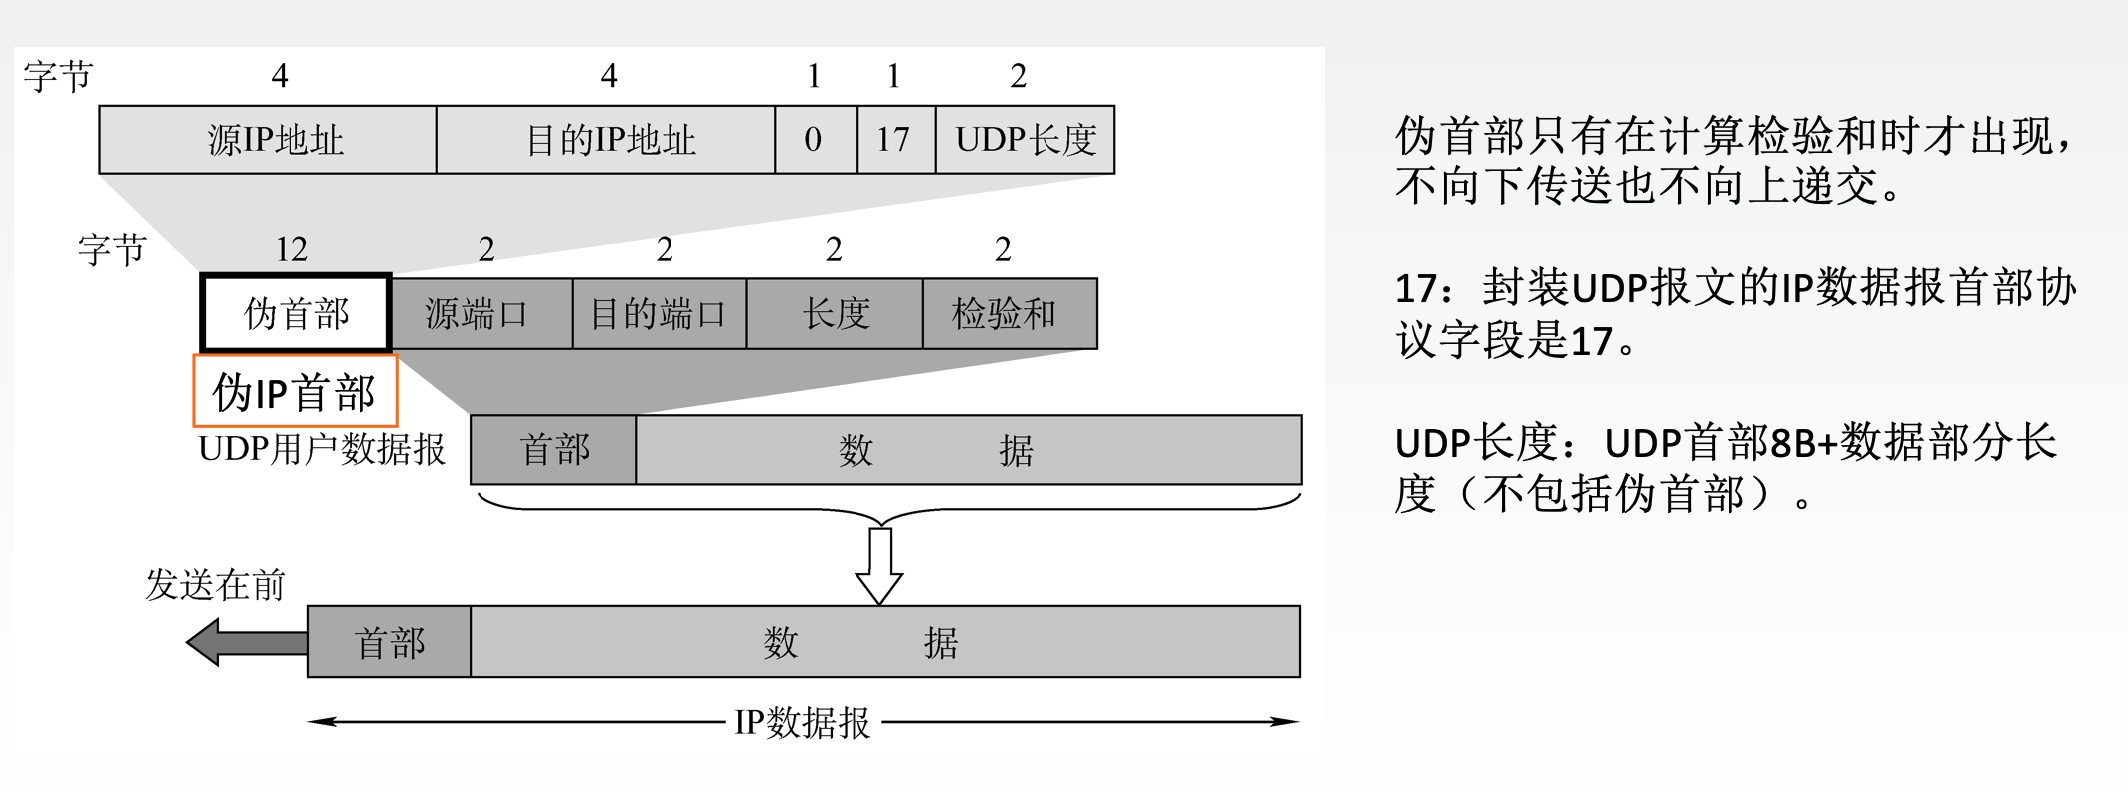 字节 4 4 1 1 2
源IP地址 目的IP地址 0 17 UDP长度
字节 12 2 2 2 2
伪首部 源端口 目的端口 长度 检验和
伪IP首部
UDP用户数据报 首部 数 据
发送在前
首部 数 据
IP数据报
伪首部只有在计算检验和时才出现，
不向下传送也不向上递交。
17：封装UDP报文的IP数据报首部协
议字段是17。
UDP长度：UDP首部8B+数据部分长
度（不包括伪首部）。